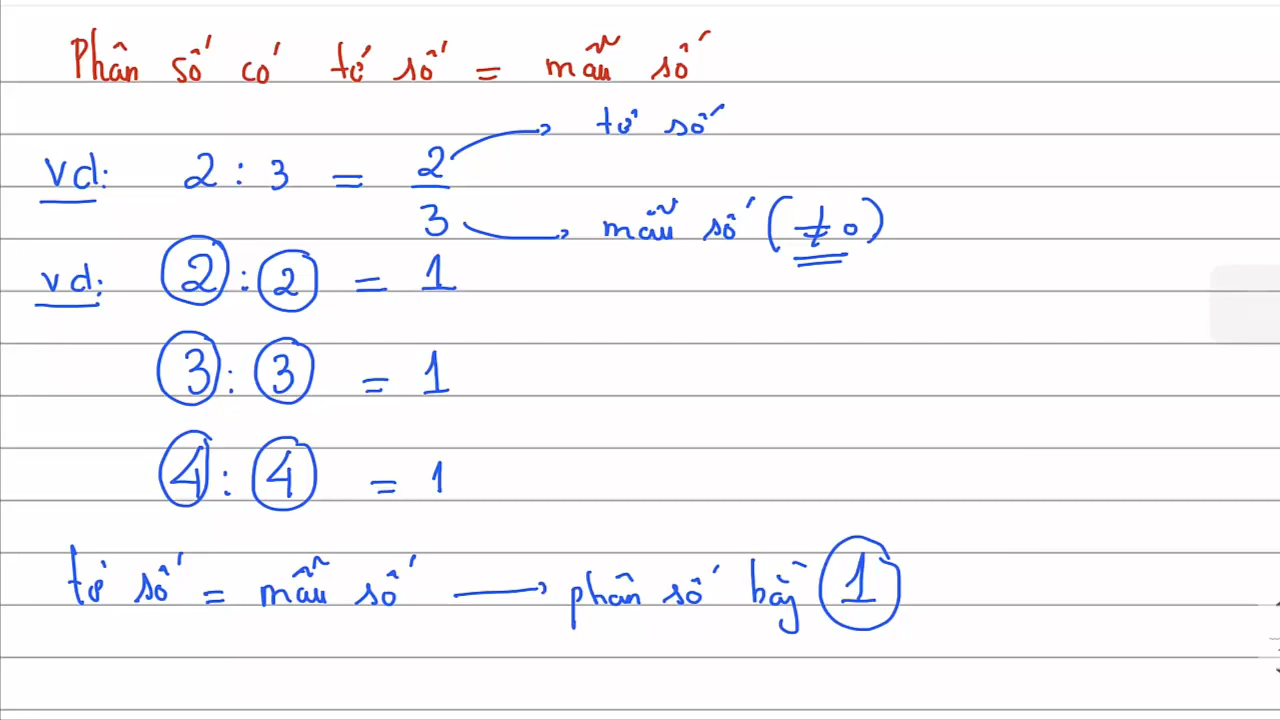 Phân số có tử số = mẫu số
tử số
vd: 2 : 3 = 2/3
mẫu số (≠ 0)
vd: 2 : 2 = 1
3 : 3 = 1
4 : 4 = 1
tử số = mẫu số → phân số bằng 1